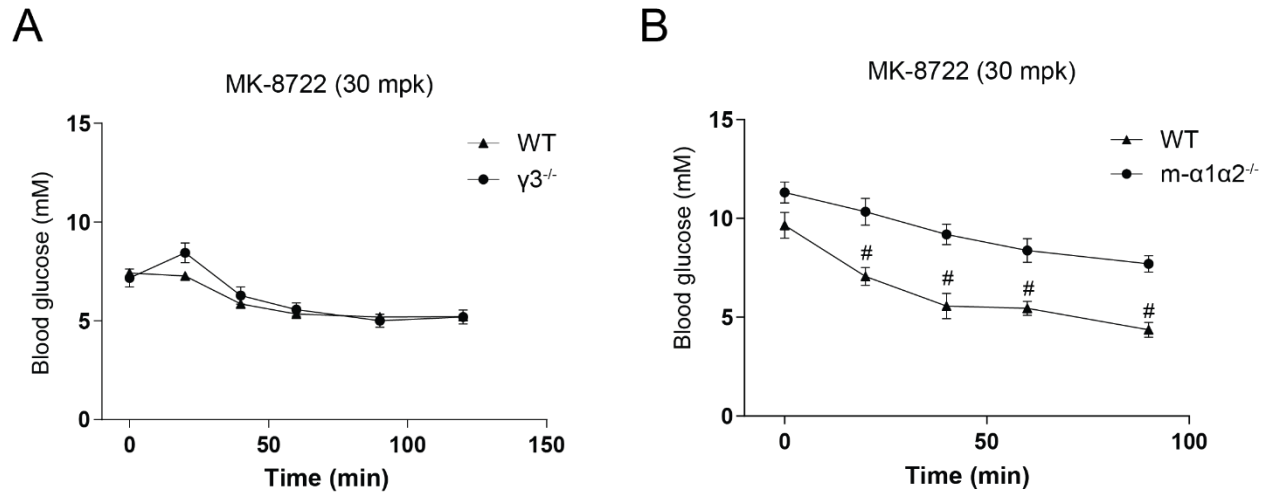 A
MK-8722 (30 mpk)
WT
γ3⁻/⁻
15
10
5
0
Blood glucose (mM)
0
50
100
150
Time (min)
B
MK-8722 (30 mpk)
WT
m-α1α2⁻/⁻
15
10
5
0
Blood glucose (mM)
#
#
#
#
0
50
100
Time (min)